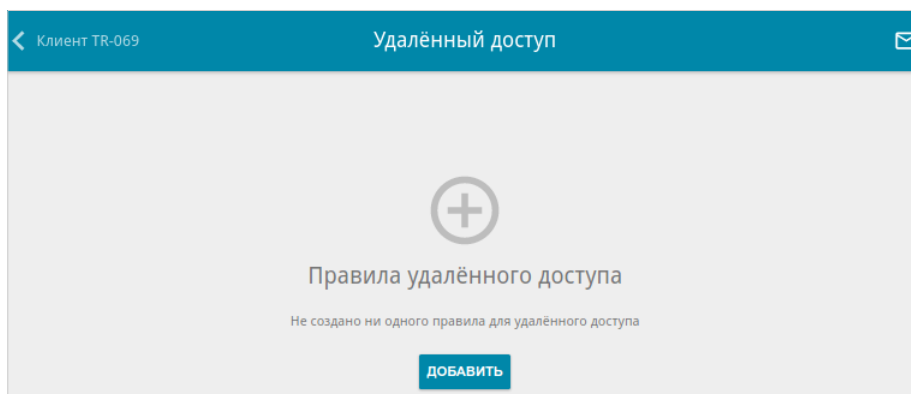 Клиент TR-069
Удалённый доступ
Правила удалённого доступа
Не создано ни одного правила для удалённого доступа
ДОБАВИТЬ